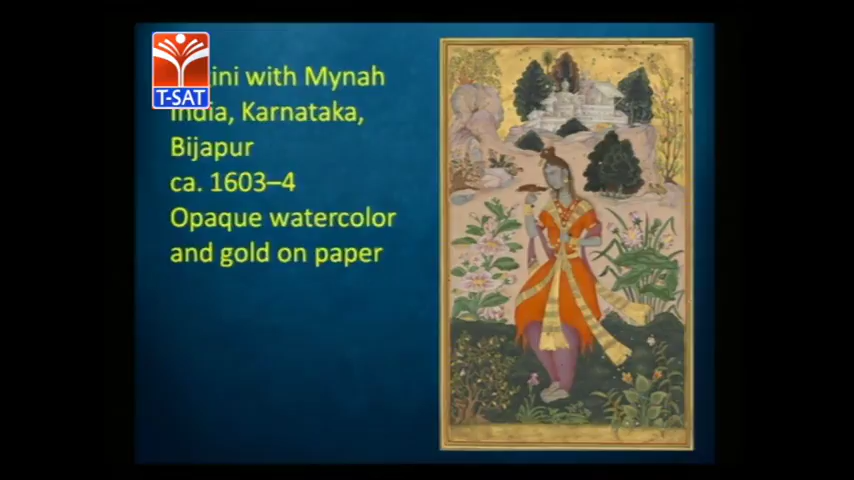 T-SAT
ini with Mynah
India, Karnataka,
Bijapur
ca. 1603–4
Opaque watercolor
and gold on paper